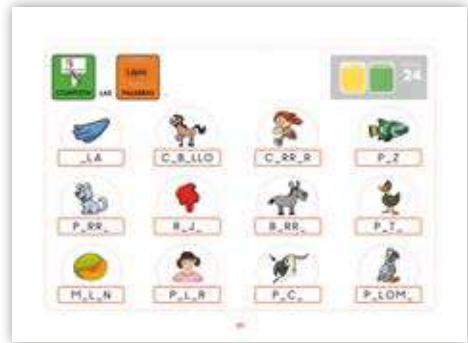 COMPLETA LAS PALABRAS
24
_LA C_B_LLO C_RR_R P_Z
P_RR_ R_J_ B_RR_ P_T_
M_L_N P_L_R P_C_ P_LOM_